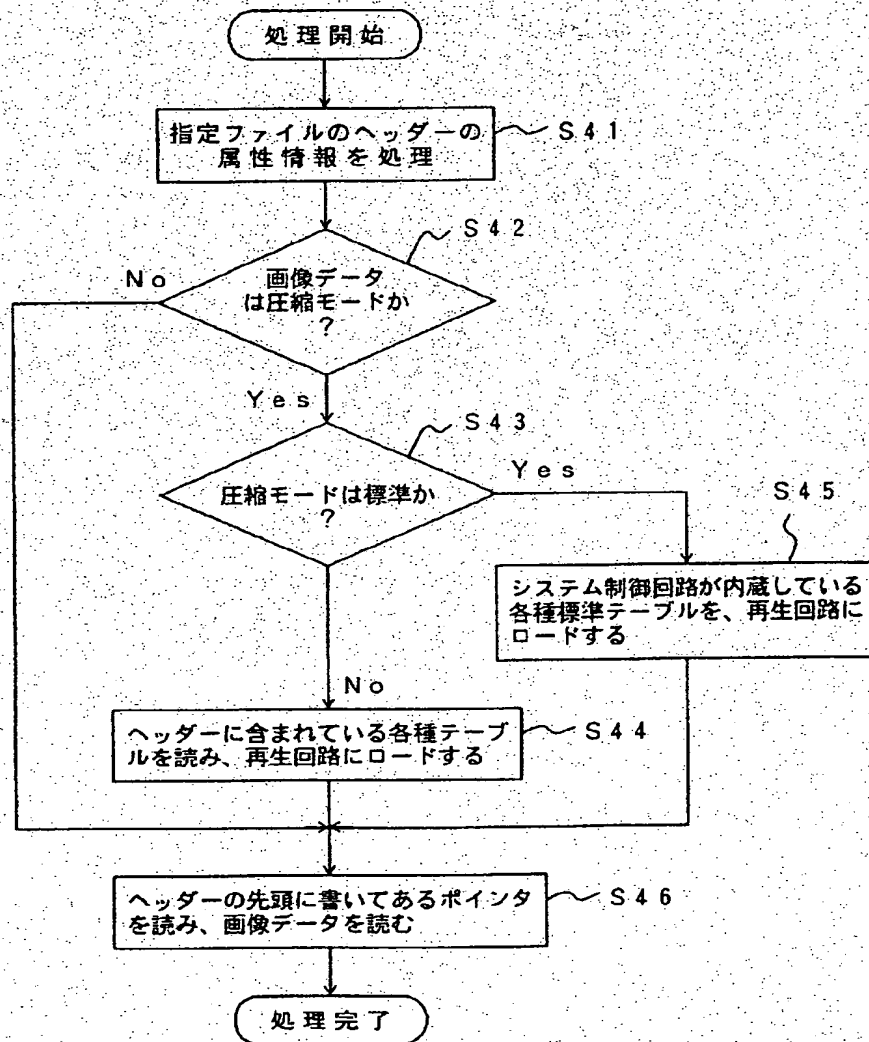 処理開始
指定ファイルのヘッダーの
属性情報を処理
S41
S42
No
画像データ
は圧縮モードか
?
Yes
S43
圧縮モードは標準か
?
Yes
S45
システム制御回路が内蔵している
各種標準テーブルを、再生回路に
ロードする
No
ヘッダーに含まれている各種テーブ
ルを読み、再生回路にロードする
S44
ヘッダーの先頭に書いてあるポインタ
を読み、画像データを読む
S46
処理完了